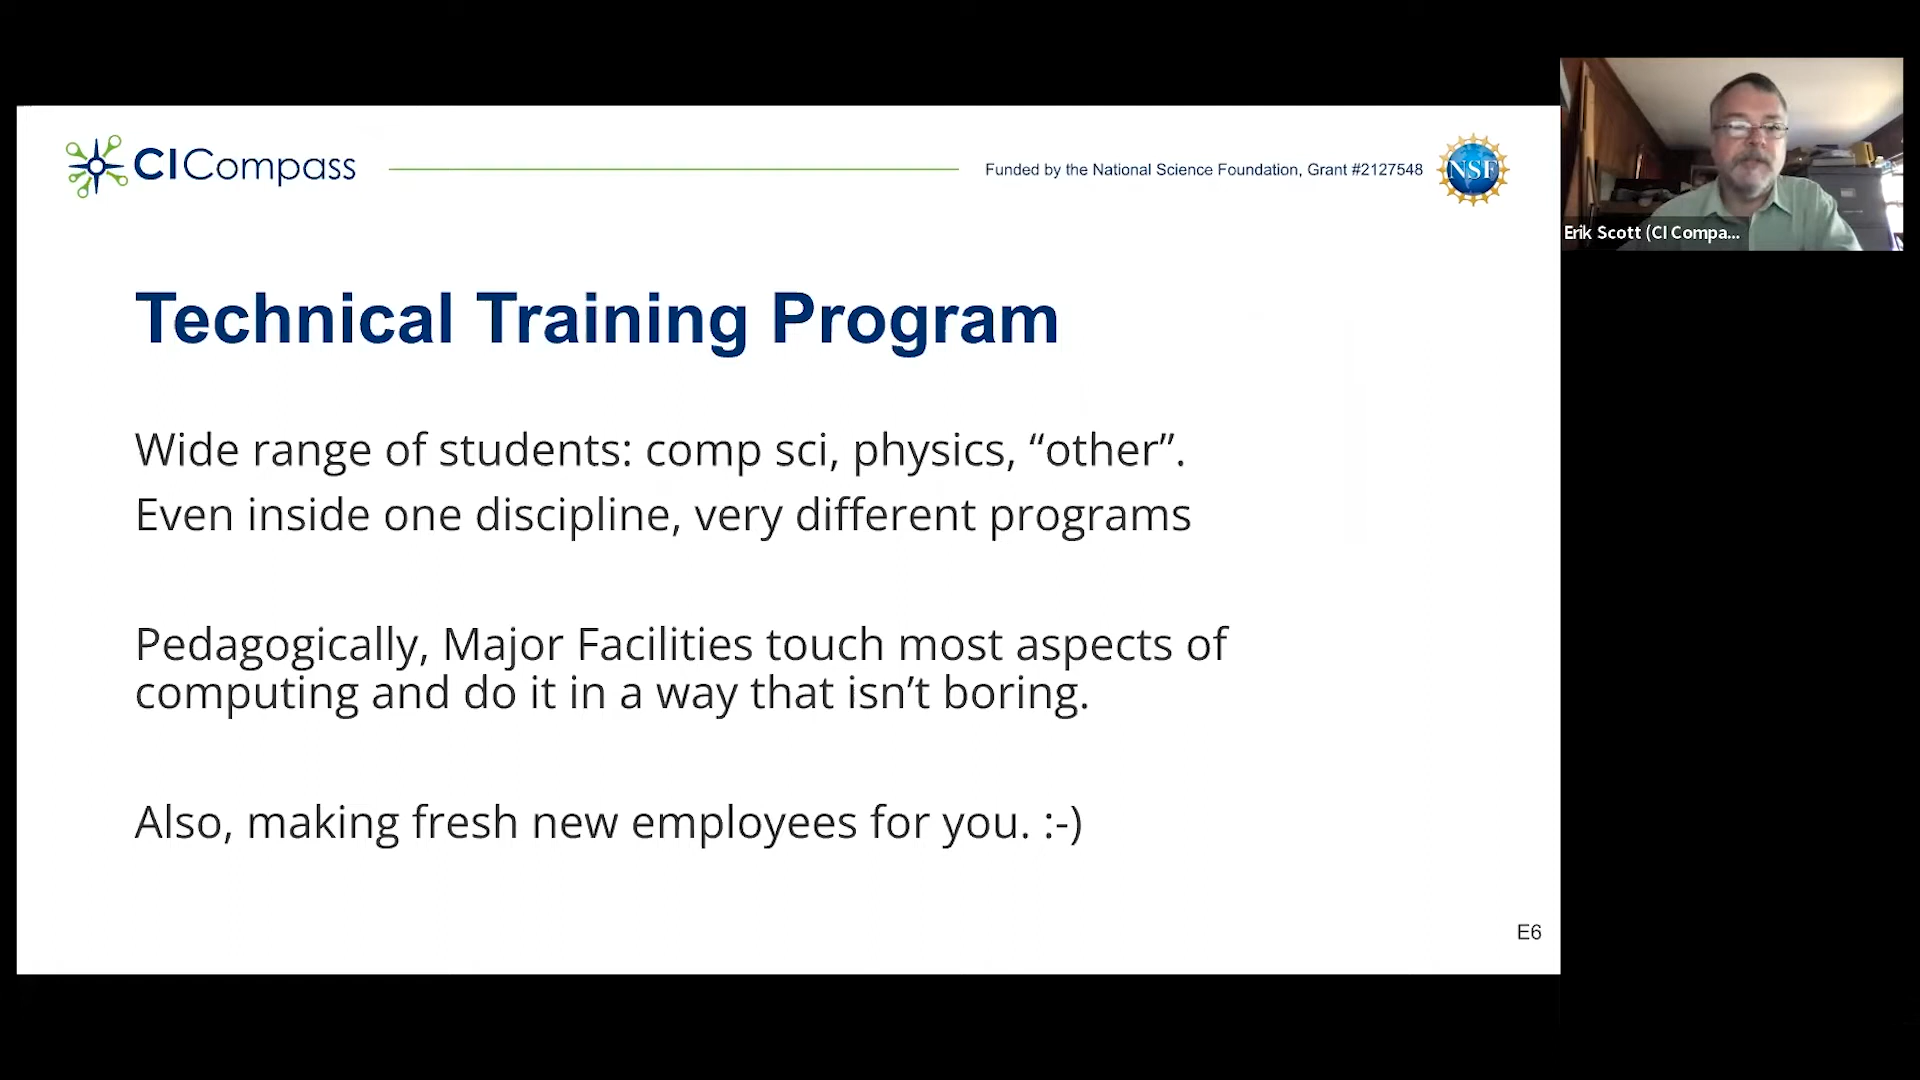 CICompass
Funded by the National Science Foundation, Grant #2127548
NSF
Erik Scott (CI Compa...
Technical Training Program
Wide range of students: comp sci, physics, “other”.
Even inside one discipline, very different programs
Pedagogically, Major Facilities touch most aspects of
computing and do it in a way that isn’t boring.
Also, making fresh new employees for you. :-)
E6